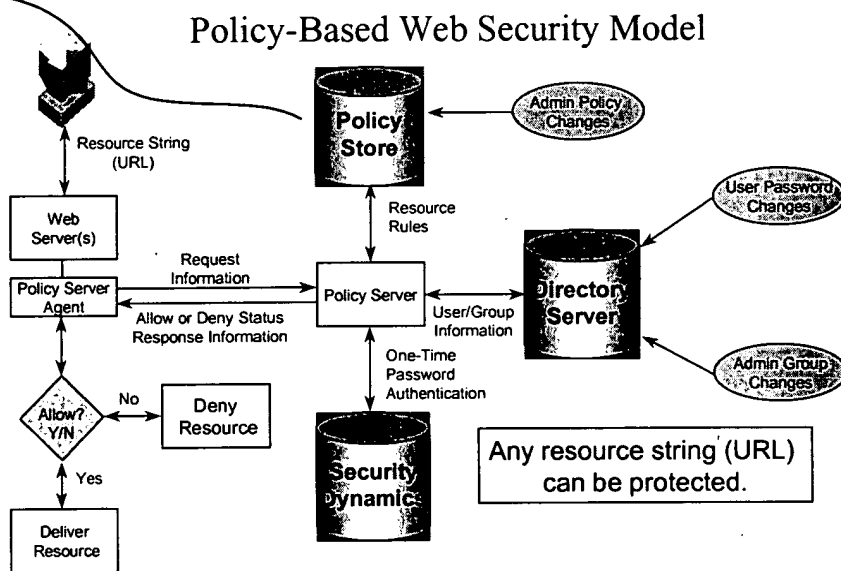 Policy-Based Web Security Model
Resource String
(URL)
Policy
Store
Admin Policy
Changes
Web
Server(s)
Resource
Rules
User Password
Changes
Request
Information
Policy Server
Agent
Policy Server
Directory
Server
Allow or Deny Status
Response Information
User/Group
Information
One-Time
Password
Authentication
Admin Group
Changes
Allow?
Y/N
No
Deny
Resource
Yes
Security
Dynamic
Any resource string (URL)
can be protected.
Deliver
Resource